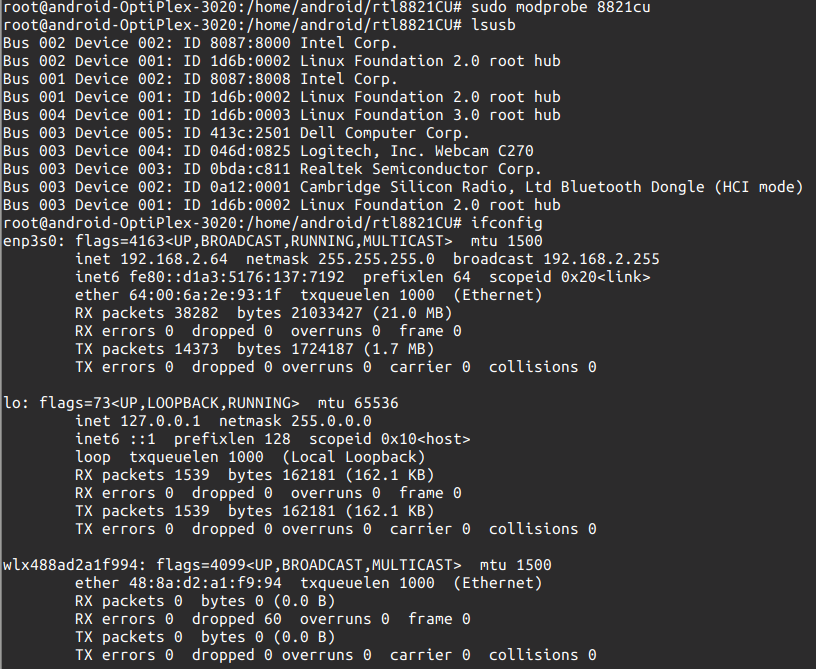 root@android-OptiPlex-3020:/home/android/rtl8821CU# sudo modprobe 8821cu
root@android-OptiPlex-3020:/home/android/rtl8821CU# lsusb
Bus 002 Device 002: ID 8087:8000 Intel Corp.
Bus 002 Device 001: ID 1d6b:0002 Linux Foundation 2.0 root hub
Bus 001 Device 002: ID 8087:8008 Intel Corp.
Bus 001 Device 001: ID 1d6b:0002 Linux Foundation 2.0 root hub
Bus 004 Device 001: ID 1d6b:0003 Linux Foundation 3.0 root hub
Bus 003 Device 005: ID 413c:2501 Dell Computer Corp.
Bus 003 Device 004: ID 046d:0825 Logitech, Inc. Webcam C270
Bus 003 Device 003: ID 0bda:c811 Realtek Semiconductor Corp.
Bus 003 Device 002: ID 0a12:0001 Cambridge Silicon Radio, Ltd Bluetooth Dongle (HCI mode)
Bus 003 Device 001: ID 1d6b:0002 Linux Foundation 2.0 root hub
root@android-OptiPlex-3020:/home/android/rtl8821CU# ifconfig
enp3s0: flags=4163<UP,BROADCAST,RUNNING,MULTICAST>  mtu 1500
        inet 192.168.2.64  netmask 255.255.255.0  broadcast 192.168.2.255
        inet6 fe80::d1a3:5176:137:7192  prefixlen 64  scopeid 0x20<link>
        ether 64:00:6a:2e:93:1f  txqueuelen 1000  (Ethernet)
        RX packets 38282  bytes 21033427 (21.0 MB)
        RX errors 0  dropped 0  overruns 0  frame 0
        TX packets 14373  bytes 1724187 (1.7 MB)
        TX errors 0  dropped 0 overruns 0  carrier 0  collisions 0

lo: flags=73<UP,LOOPBACK,RUNNING>  mtu 65536
        inet 127.0.0.1  netmask 255.0.0.0
        inet6 ::1  prefixlen 128  scopeid 0x10<host>
        loop  txqueuelen 1000  (Local Loopback)
        RX packets 1539  bytes 162181 (162.1 KB)
        RX errors 0  dropped 0  overruns 0  frame 0
        TX packets 1539  bytes 162181 (162.1 KB)
        TX errors 0  dropped 0 overruns 0  carrier 0  collisions 0

wlx488ad2a1f994: flags=4099<UP,BROADCAST,MULTICAST>  mtu 1500
        ether 48:8a:d2:a1:f9:94  txqueuelen 1000  (Ethernet)
        RX packets 0  bytes 0 (0.0 B)
        RX errors 0  dropped 60  overruns 0  frame 0
        TX packets 0  bytes 0 (0.0 B)
        TX errors 0  dropped 0 overruns 0  carrier 0  collisions 0